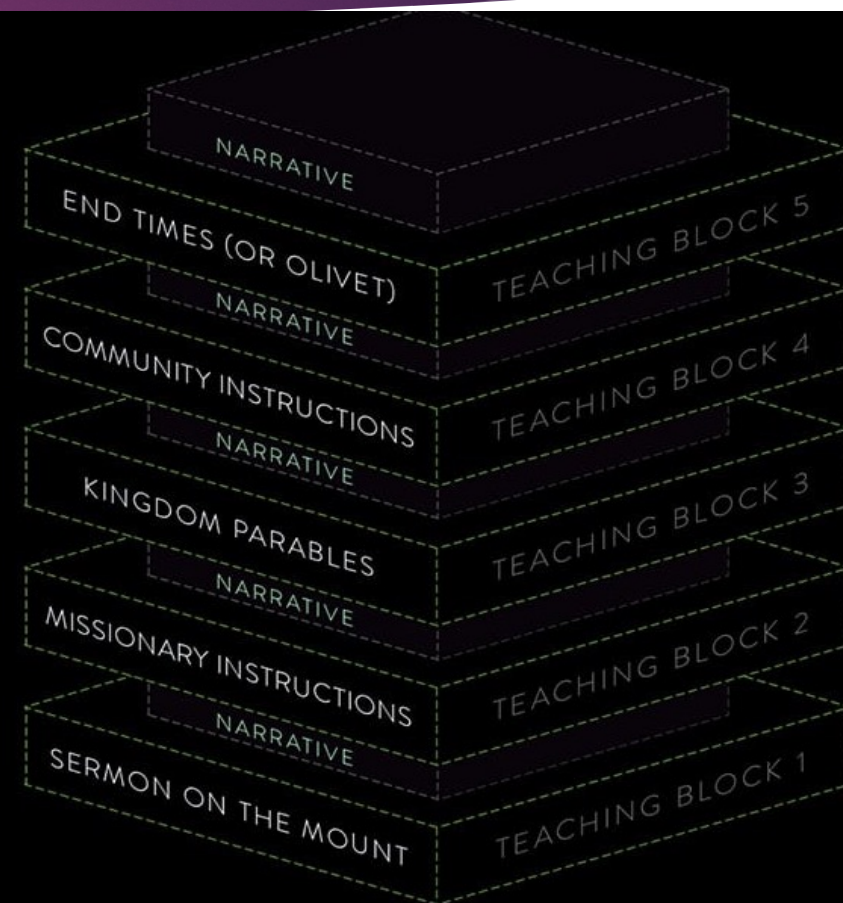 NARRATIVE
END TIMES (OR OLIVET)
TEACHING BLOCK 5
NARRATIVE
COMMUNITY INSTRUCTIONS
TEACHING BLOCK 4
NARRATIVE
KINGDOM PARABLES
TEACHING BLOCK 3
NARRATIVE
MISSIONARY INSTRUCTIONS
TEACHING BLOCK 2
NARRATIVE
SERMON ON THE MOUNT
TEACHING BLOCK 1